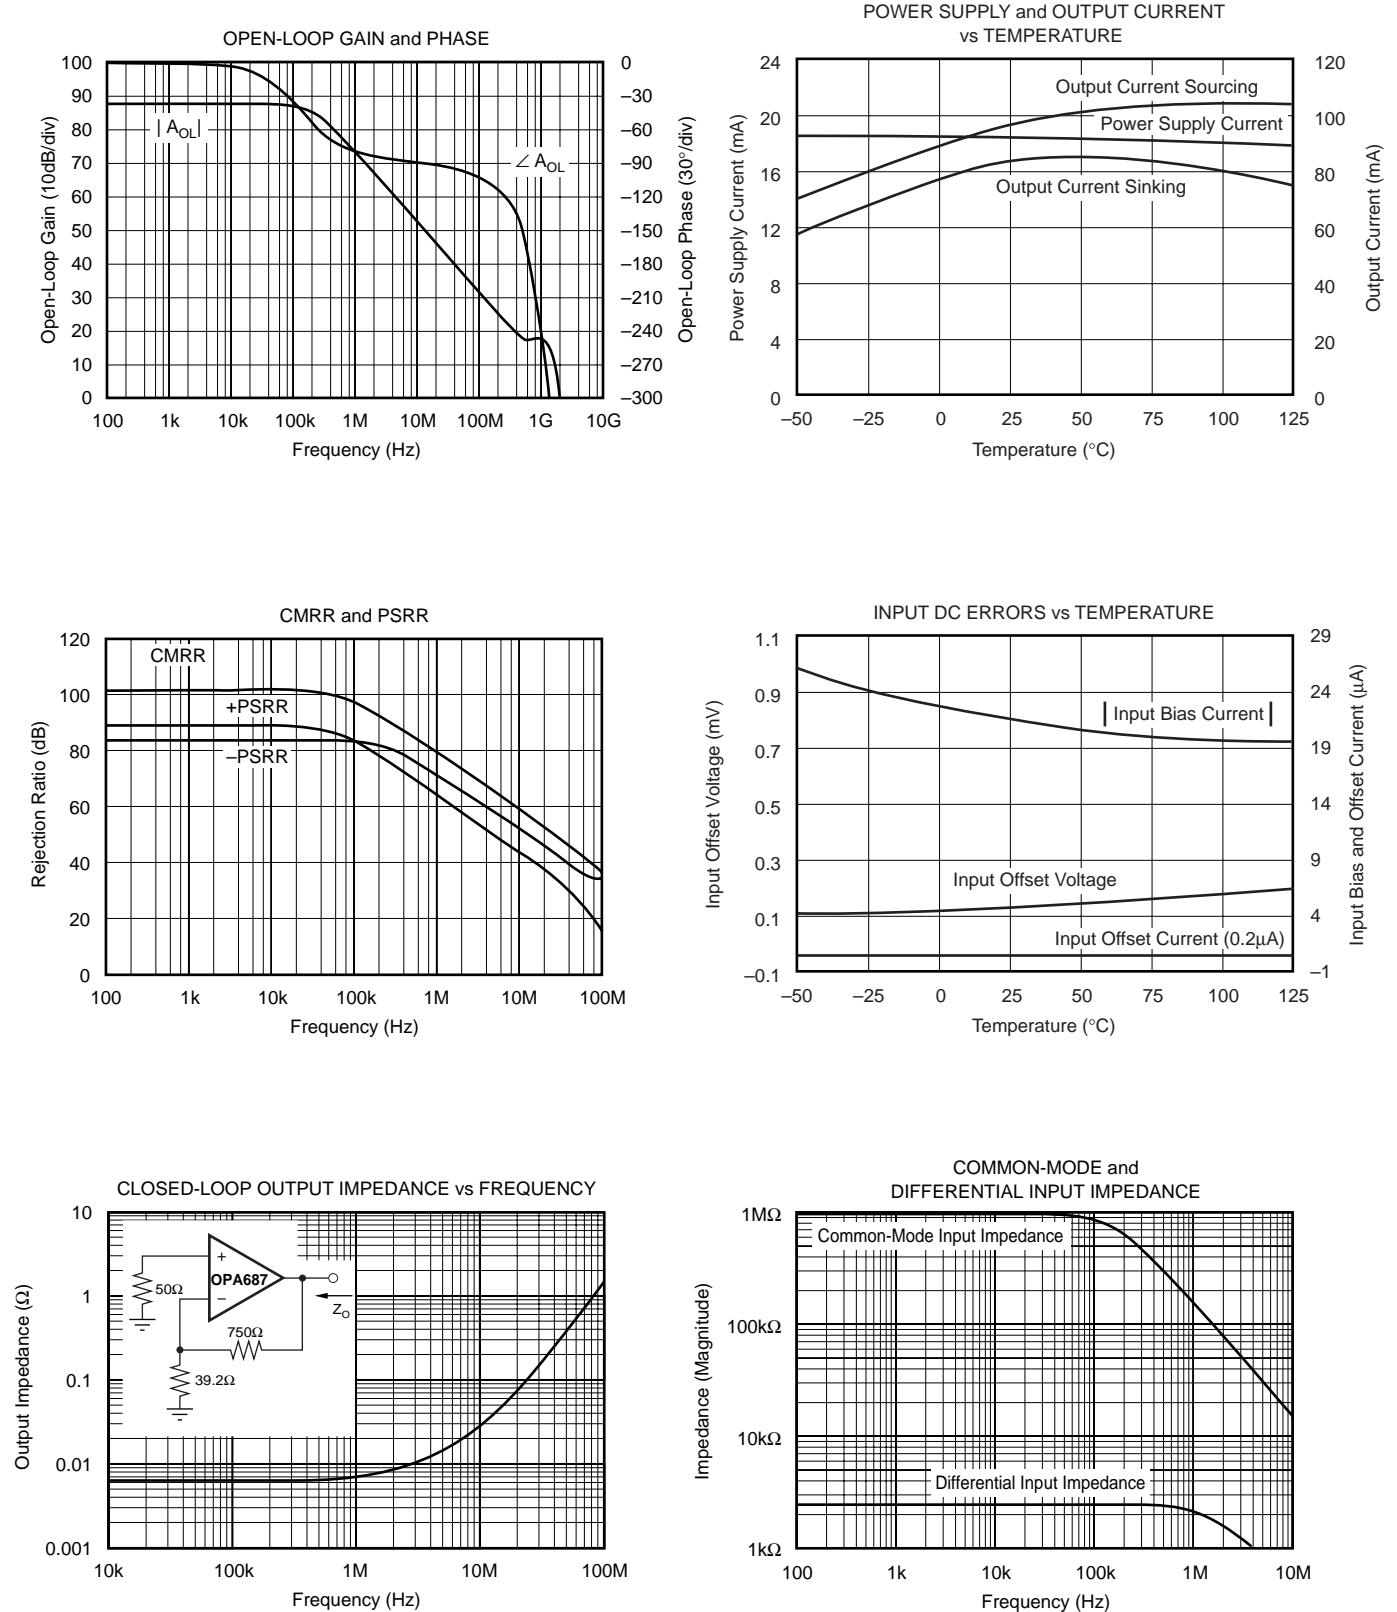 OPEN-LOOP GAIN and PHASE
100
90
80
70
60
50
40
30
20
10
0
Open-Loop Gain (10dB/div)
| AOL|
∠ AOL
0
–30
–60
–90
–120
–150
–180
–210
–240
–270
–300
Open-Loop Phase (30°/div)
100 1k 10k 100k 1M 10M 100M 1G 10G
Frequency (Hz)
POWER SUPPLY and OUTPUT CURRENT
vs TEMPERATURE
24
20
16
12
8
4
0
Power Supply Current (mA)
Output Current Sourcing
Power Supply Current
Output Current Sinking
120
100
80
60
40
20
0
Output Current (mA)
–50 –25 0 25 50 75 100 125
Temperature (°C)
CMRR and PSRR
120
100
80
60
40
20
0
Rejection Ratio (dB)
CMRR
+PSRR
–PSRR
100 1k 10k 100k 1M 10M 100M
Frequency (Hz)
INPUT DC ERRORS vs TEMPERATURE
1.1
0.9
0.7
0.5
0.3
0.1
–0.1
Input Offset Voltage (mV)
| Input Bias Current |
Input Offset Voltage
Input Offset Current (0.2µA)
29
24
19
14
9
4
–1
Input Bias and Offset Current (µA)
–50 –25 0 25 50 75 100 125
Temperature (°C)
CLOSED-LOOP OUTPUT IMPEDANCE vs FREQUENCY
10
1
0.1
0.01
0.001
Output Impedance (Ω)
+
OPA687
–
50Ω
ZO
750Ω
39.2Ω
10k 100k 1M 10M 100M
Frequency (Hz)
COMMON-MODE and
DIFFERENTIAL INPUT IMPEDANCE
1MΩ
100kΩ
10kΩ
1kΩ
Impedance (Magnitude)
Common-Mode Input Impedance
Differential Input Impedance
100 1k 10k 100k 1M 10M
Frequency (Hz)